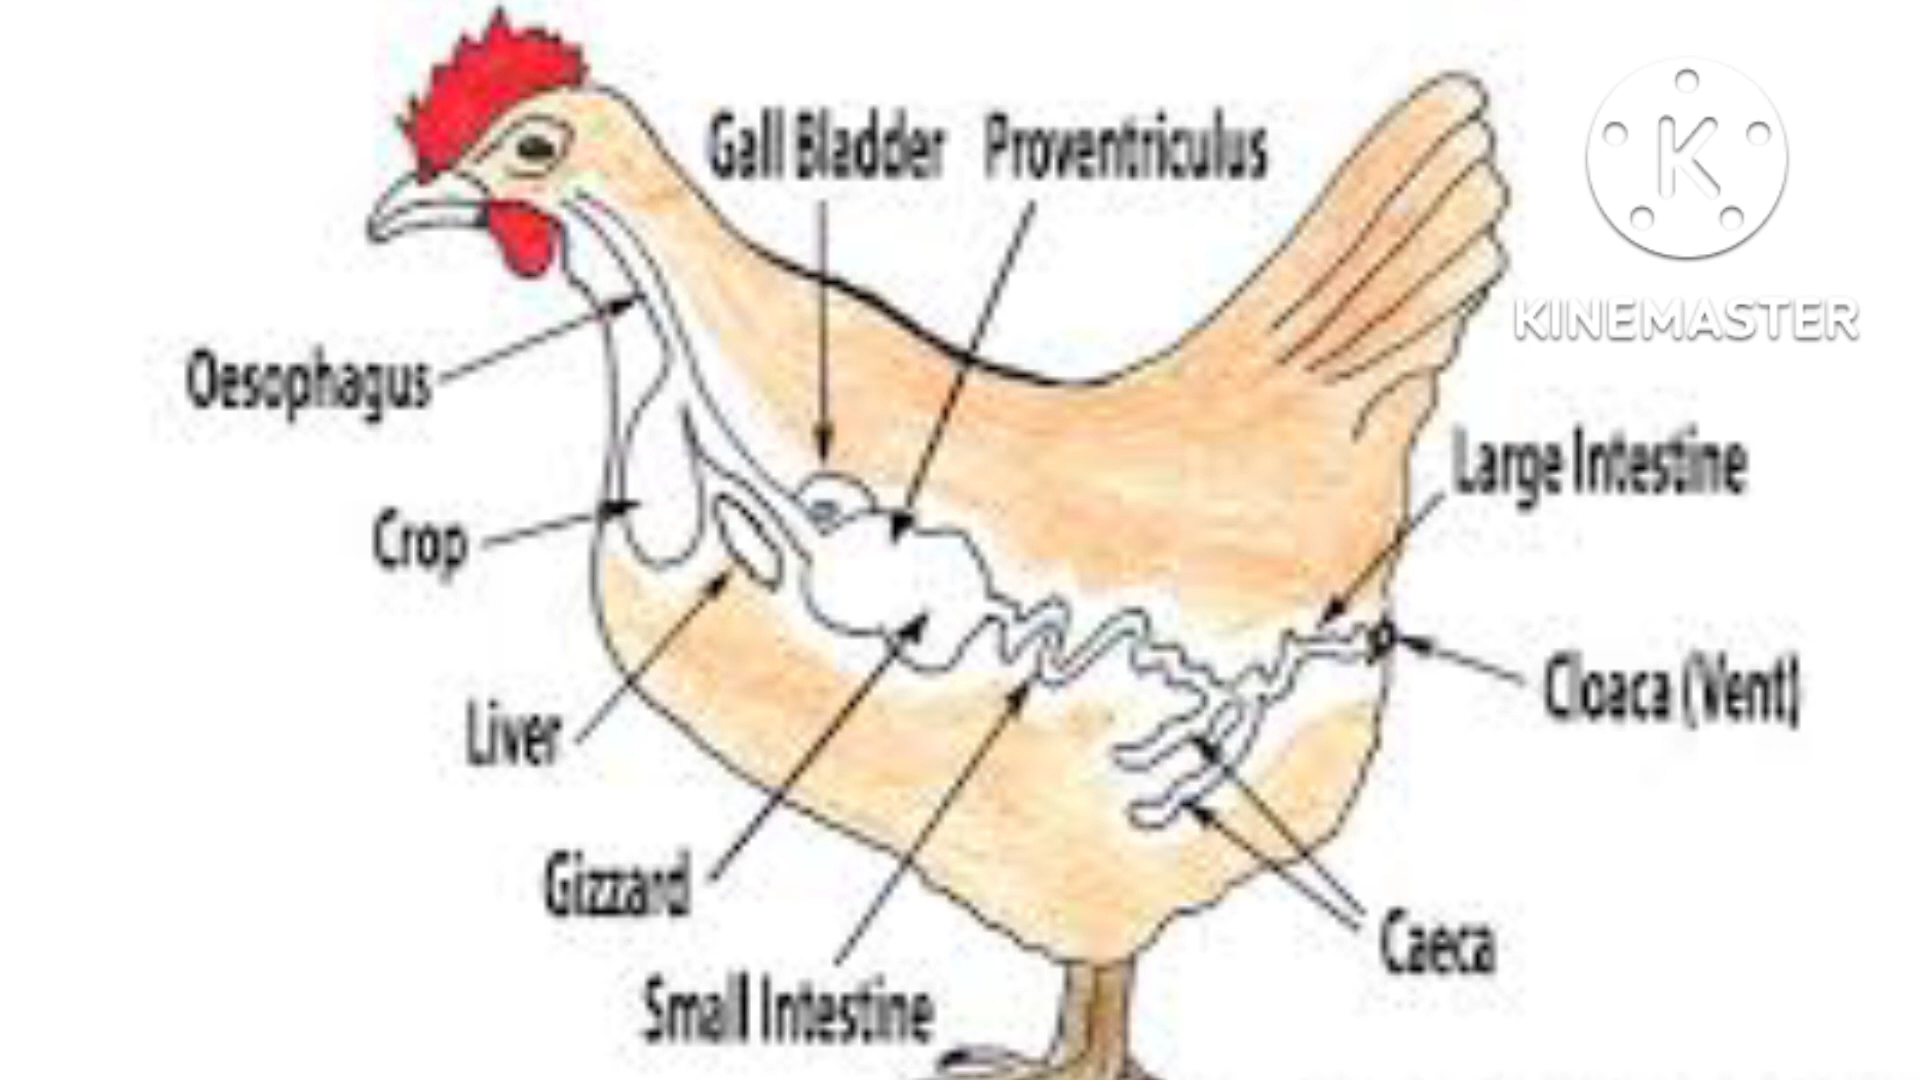 Gall Bladder
Proventriculus
K
KINEMASTER
Oesophagus
Large Intestine
Crop
Cloaca (Vent)
Liver
Gizzard
Caeca
Small Intestine